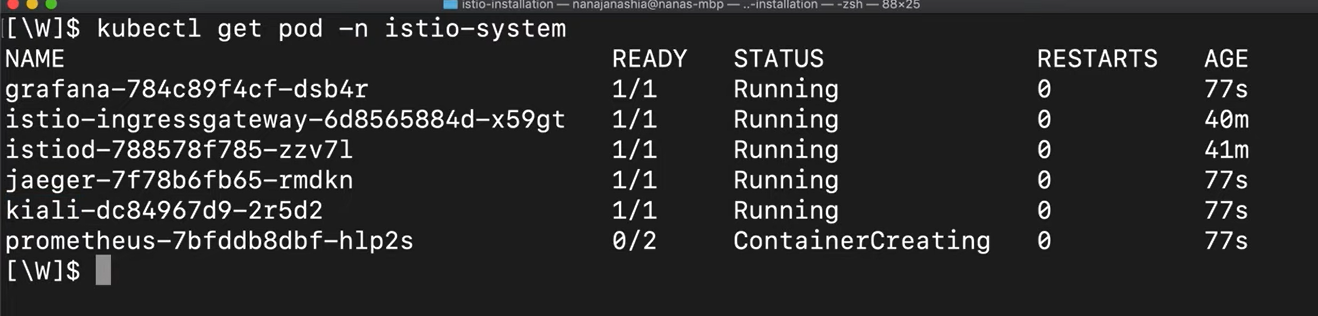 istio-installation — nanajanashia@nanas-mbp — ..-installation — -zsh — 88×25
[\W]$ kubectl get pod -n istio-system
NAME READY STATUS RESTARTS AGE
grafana-784c89f4cf-dsb4r 1/1 Running 0 77s
istio-ingressgateway-6d8565884d-x59gt 1/1 Running 0 40m
istiod-788578f785-zzv7l 1/1 Running 0 41m
jaeger-7f78b6fb65-rmdkn 1/1 Running 0 77s
kiali-dc84967d9-2r5d2 1/1 Running 0 77s
prometheus-7bfddb8dbf-hlp2s 0/2 ContainerCreating 0 77s
[\W]$